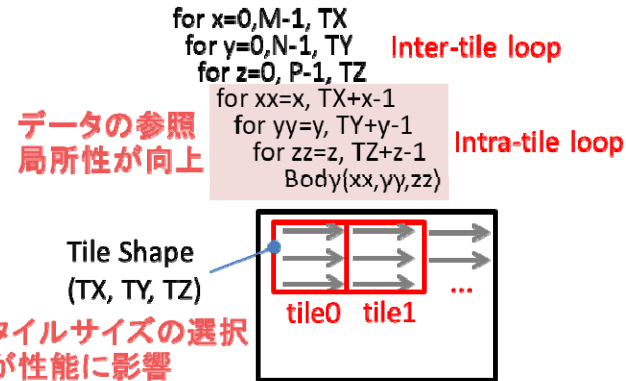 for x=0,M-1, TX
for y=0,N-1, TY
for z=0, P-1, TZ
Inter-tile loop
for xx=x, TX+x-1
for yy=y, TY+y-1
for zz=z, TZ+z-1
Body(xx,yy,zz)
Intra-tile loop
データの参照
局所性が向上
Tile Shape
(TX, TY, TZ)
tile0 tile1 ...
タイルサイズの選択
が性能に影響